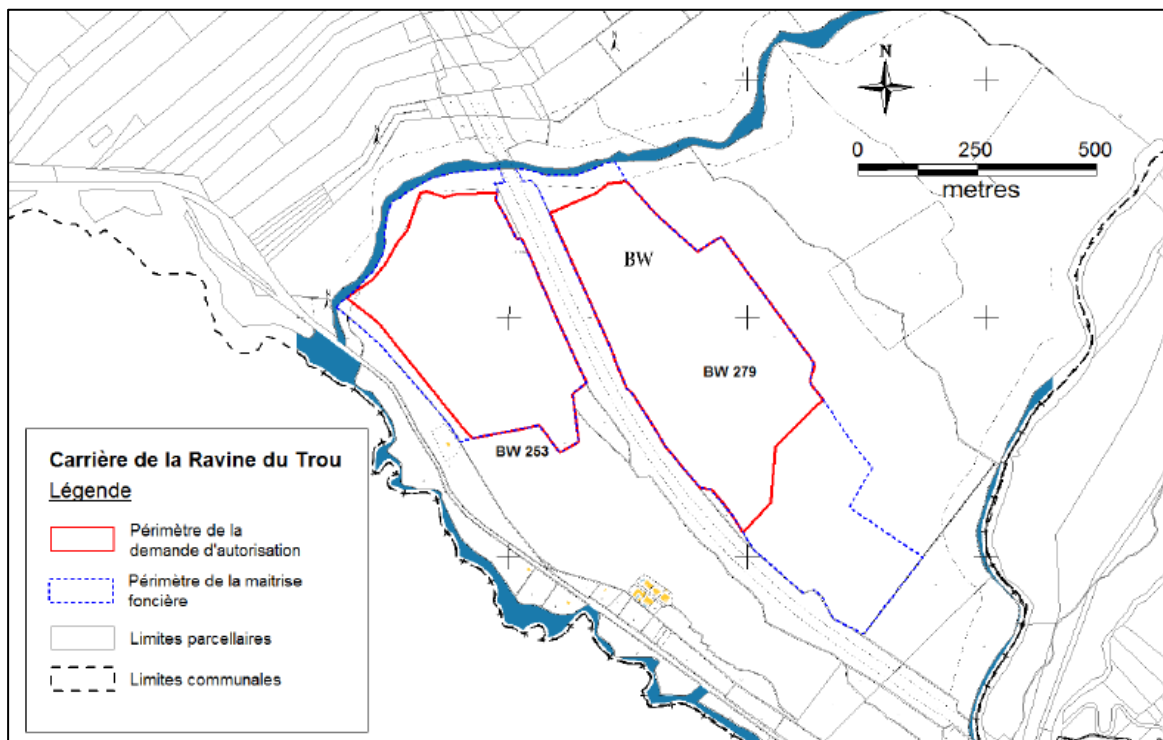 N
0 250 500
metres
BW
BW 279
BW 253
Carrière de la Ravine du Trou
Légende
Périmètre de la
demande d'autorisation
Périmètre de la maitrise
foncière
Limites parcellaires
Limites communales